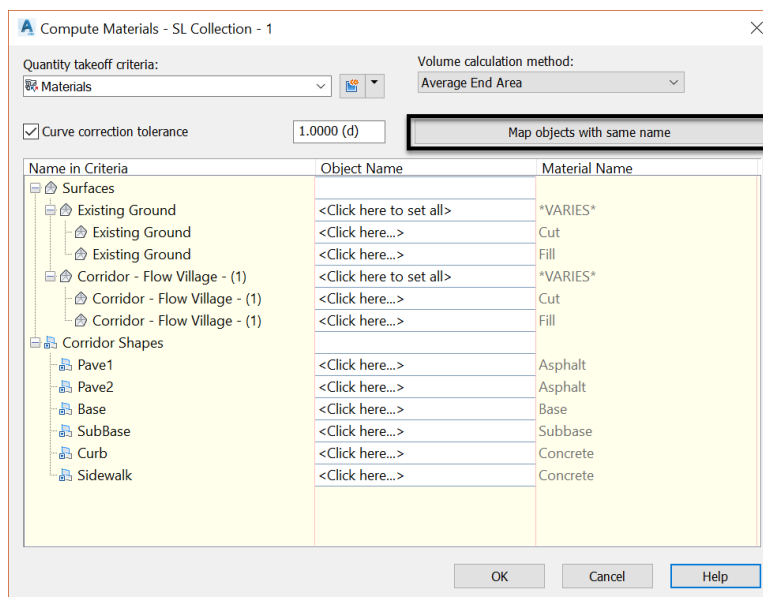 Compute Materials - SL Collection - 1
Quantity takeoff criteria:
Volume calculation method:
Materials
Average End Area
Curve correction tolerance 1.0000 (d) Map objects with same name
Name in Criteria Object Name Material Name
Surfaces
Existing Ground <Click here to set all> *VARIES*
Existing Ground <Click here...> Cut
Existing Ground <Click here...> Fill
Corridor - Flow Village - (1) <Click here to set all> *VARIES*
Corridor - Flow Village - (1) <Click here...> Cut
Corridor - Flow Village - (1) <Click here...> Fill
Corridor Shapes
Pave1 <Click here...> Asphalt
Pave2 <Click here...> Asphalt
Base <Click here...> Base
SubBase <Click here...> Subbase
Curb <Click here...> Concrete
Sidewalk <Click here...> Concrete
OK Cancel Help